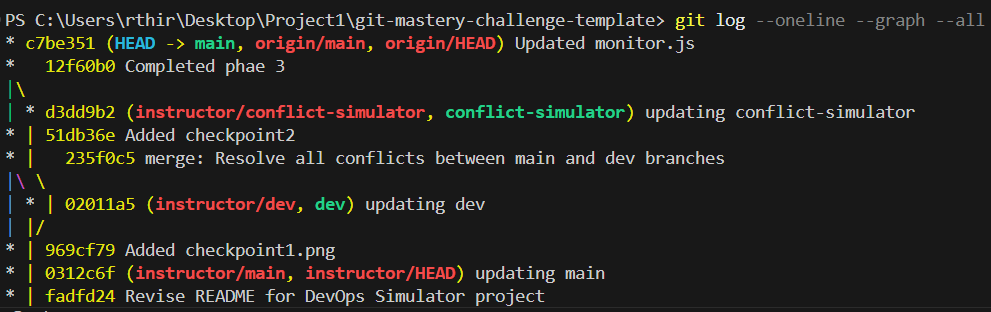 PS C:\Users\rthir\Desktop\Project1\git-mastery-challenge-template> git log --oneline --graph --all
* c7be351 (HEAD -> main, origin/main, origin/HEAD) Updated monitor.js
*   12f60b0 Completed phae 3
|\
| * d3dd9b2 (instructor/conflict-simulator, conflict-simulator) updating conflict-simulator
* | 51db36e Added checkpoint2
* |   235f0c5 merge: Resolve all conflicts between main and dev branches
|\ \
| * | 02011a5 (instructor/dev, dev) updating dev
| |/
* | 969cf79 Added checkpoint1.png
* | 0312c6f (instructor/main, instructor/HEAD) updating main
* | fadfd24 Revise README for DevOps Simulator project